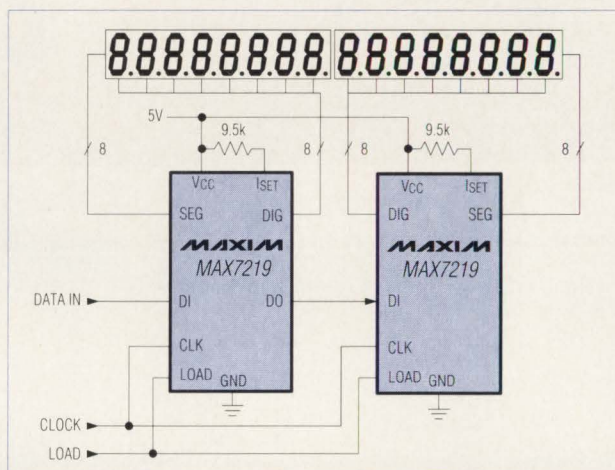 8.8.8.8.8.8.8.8. 8.8.8.8.8.8.8.8.
5V
9.5k
9.5k
8
8
8
8
VCC ISET
VCC ISET
SEG DIG
DIG SEG
MAXIM
MAX7219
MAXIM
MAX7219
DATA IN
DI DO
DI
CLK
CLK
LOAD
GND
LOAD
GND
CLOCK
LOAD